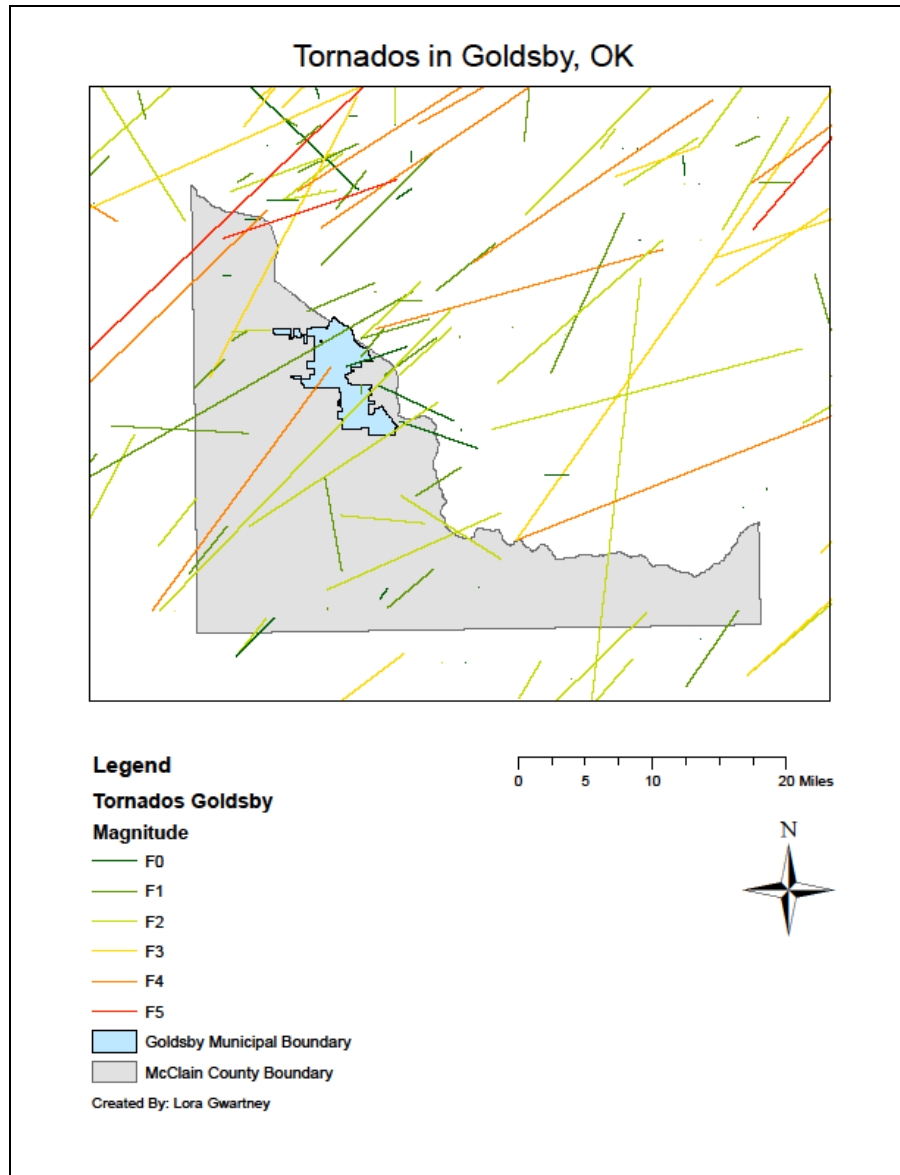 Tornados in Goldsby, OK
Legend
Tornados Goldsby
Magnitude
F0
F1
F2
F3
F4
F5
Goldsby Municipal Boundary
McClain County Boundary
Created By: Lora Gwartney
0 5 10 20 Miles
N